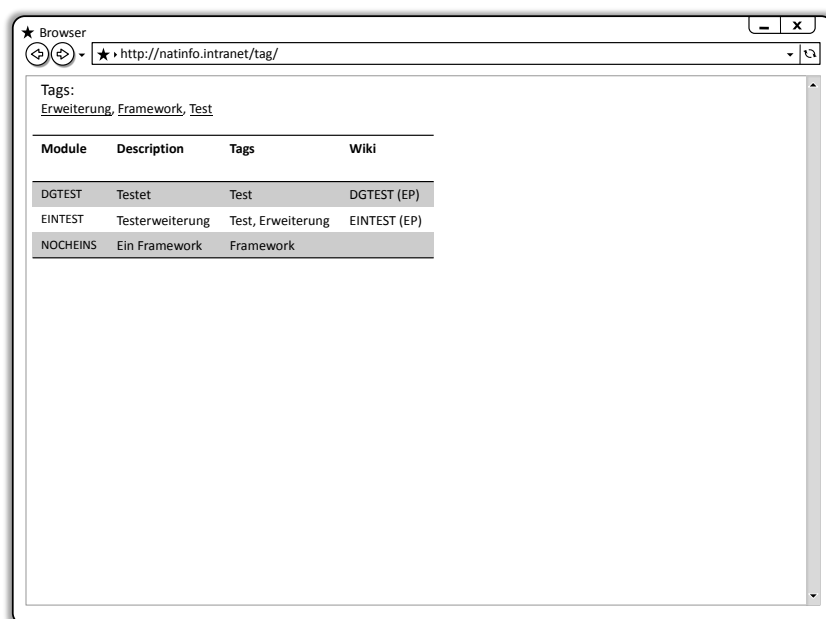 Browser
http://natinfo.intranet/tag/
Tags:
Erweiterung, Framework, Test
Module Description Tags Wiki
DGTEST Testet Test DGTEST (EP)
EINTEST Testerweiterung Test, Erweiterung EINTEST (EP)
NOCHEINS Ein Framework Framework